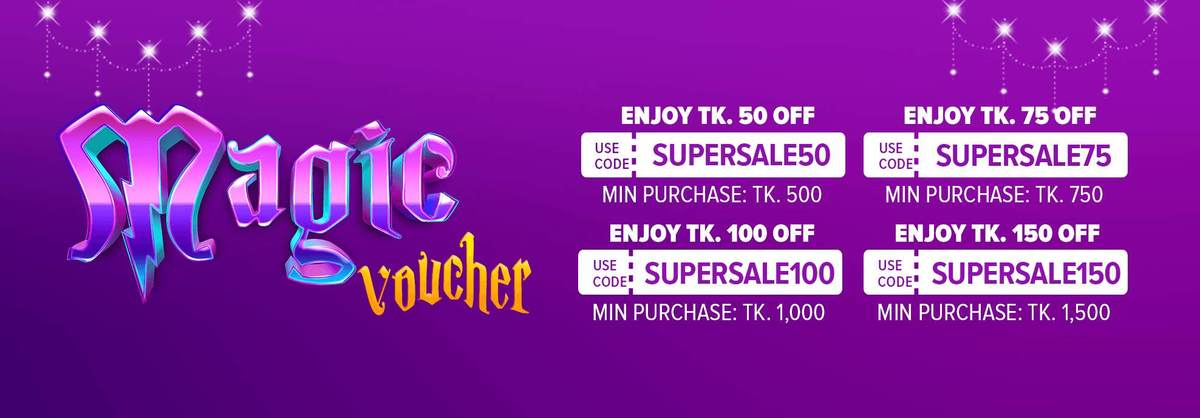 Magic
voucher
ENJOY TK. 50 OFF
USE
CODE
SUPERSALE50
MIN PURCHASE: TK. 500
ENJOY TK. 75 OFF
USE
CODE
SUPERSALE75
MIN PURCHASE: TK. 750
ENJOY TK. 100 OFF
USE
CODE
SUPERSALE100
MIN PURCHASE: TK. 1,000
ENJOY TK. 150 OFF
USE
CODE
SUPERSALE150
MIN PURCHASE: TK. 1,500